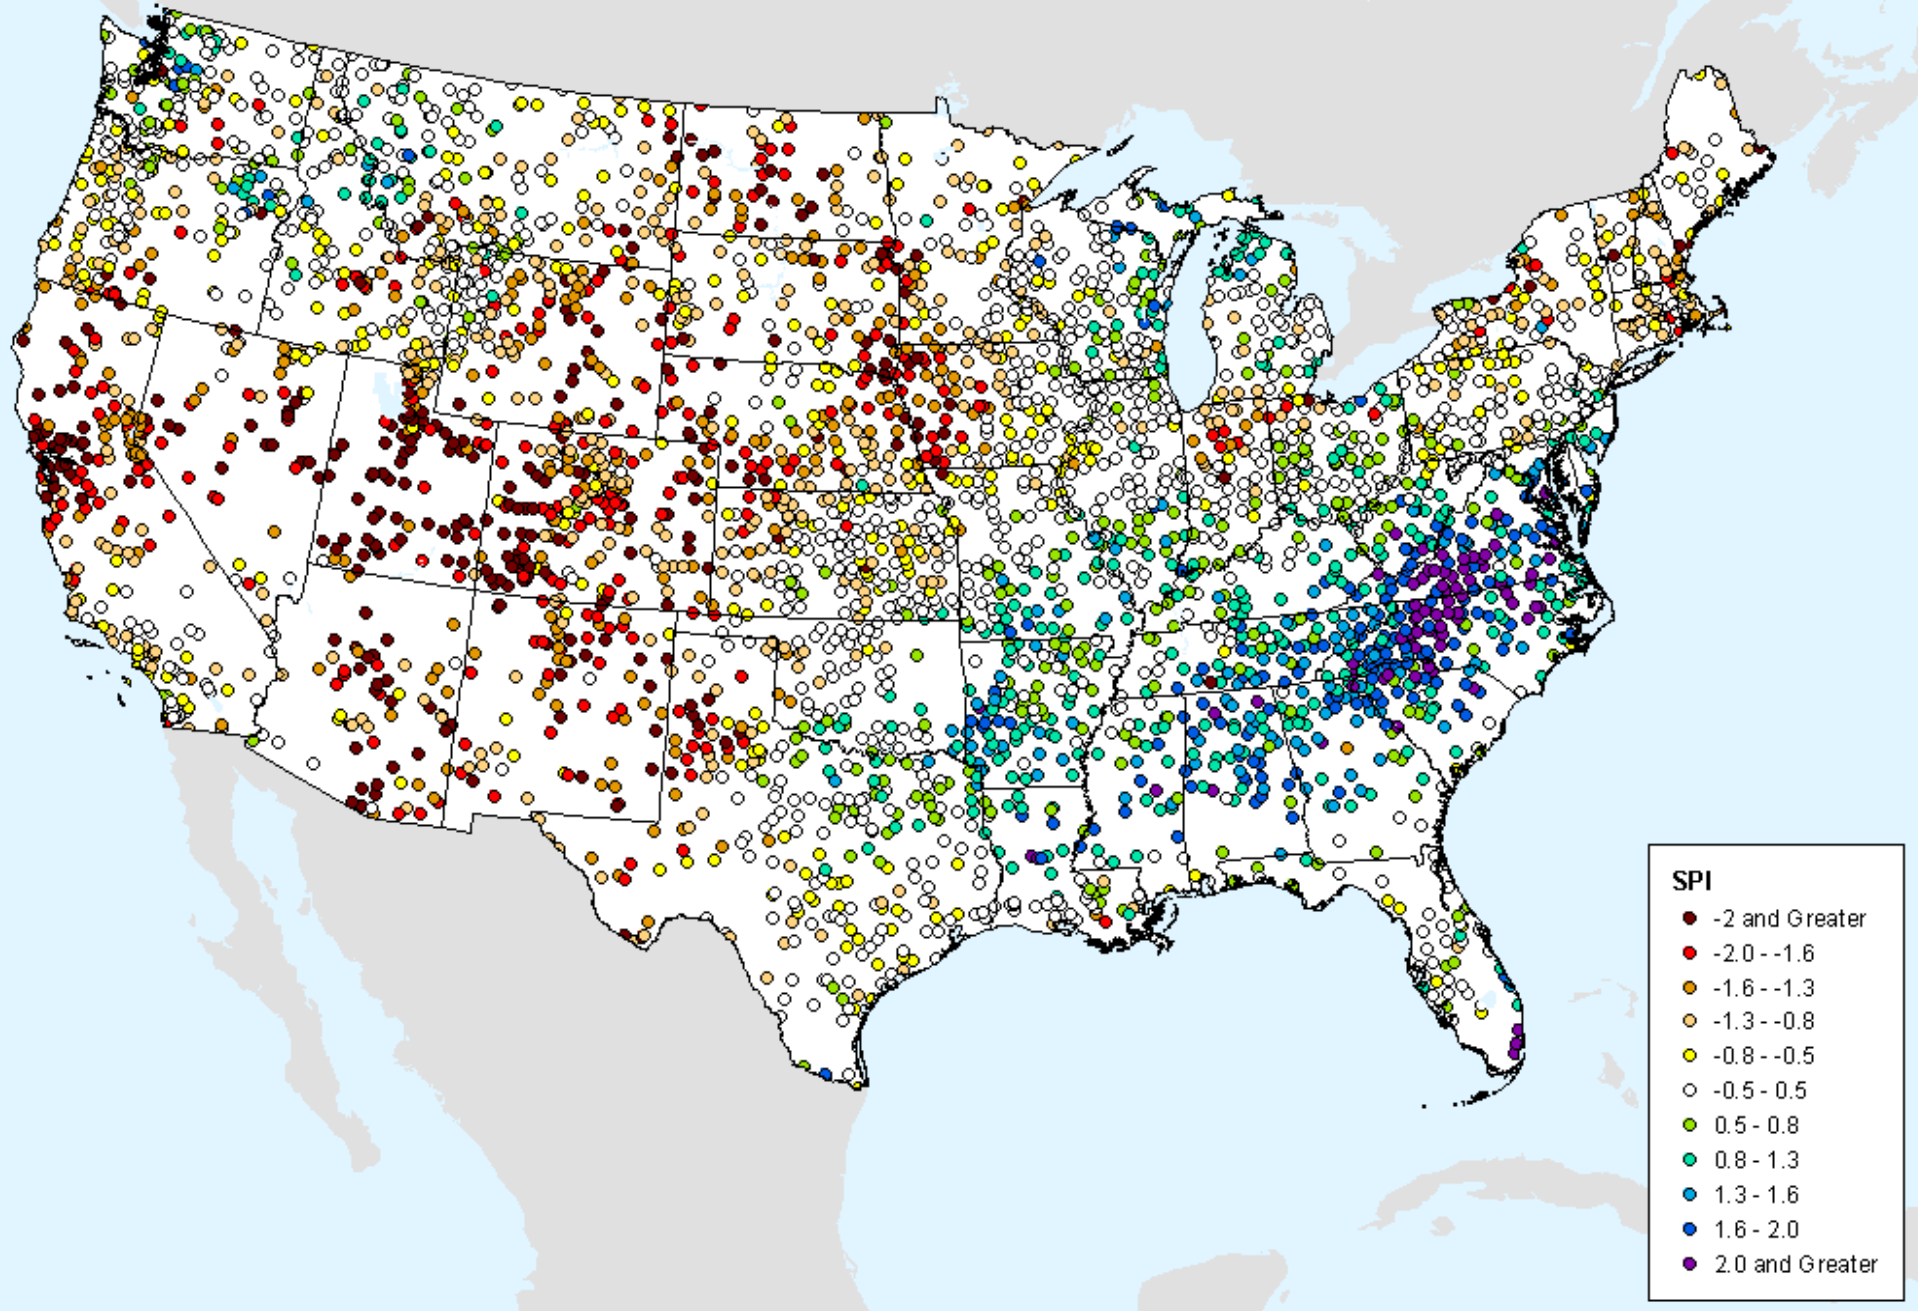 SPI
-2 and Greater
-2.0 - -1.6
-1.6 - -1.3
-1.3 - -0.8
-0.8 - -0.5
-0.5 - 0.5
0.5 - 0.8
0.8 - 1.3
1.3 - 1.6
1.6 - 2.0
2.0 and Greater